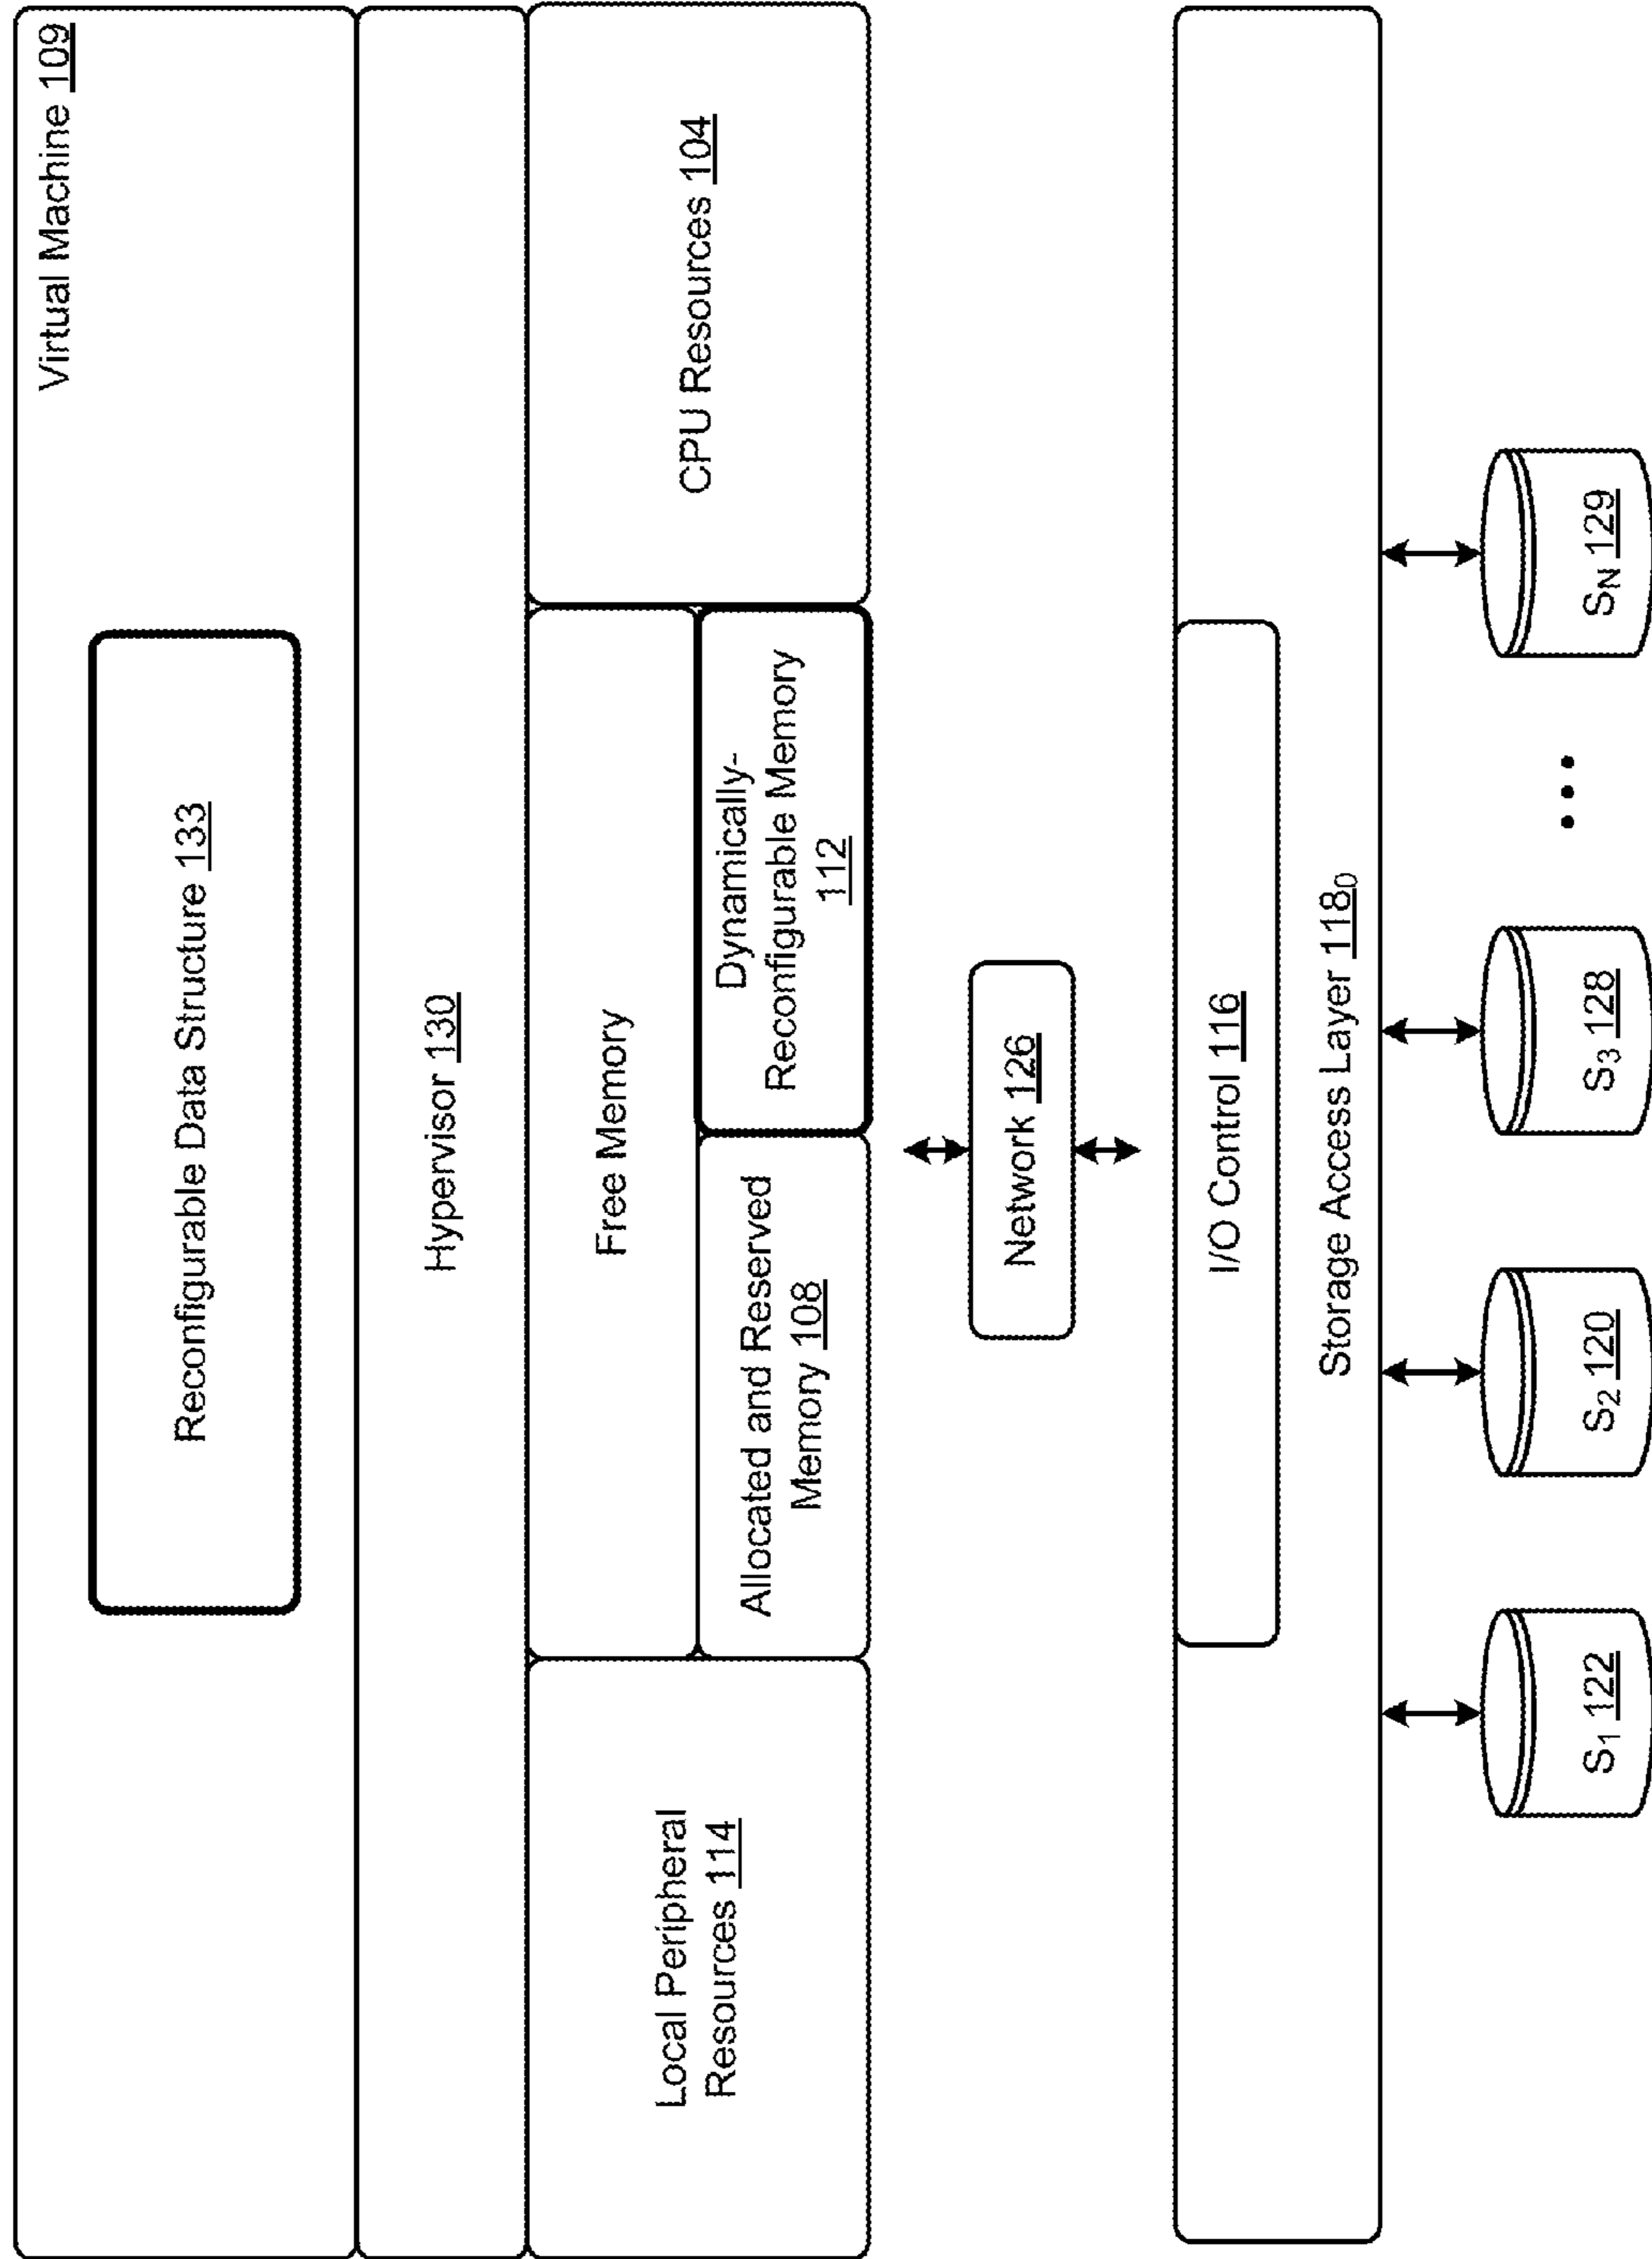 Virtual Machine 109
Reconfigurable Data Structure 133
Hypervisor 130
Local Peripheral
Resources 114
Free Memory
Allocated and Reserved
Memory 108
Dynamically-
Reconfigurable Memory
112
CPU Resources 104
Network 126
I/O Control 116
Storage Access Layer 118₀
S₁ 122
S₂ 120
S₃ 128
...
S_N 129